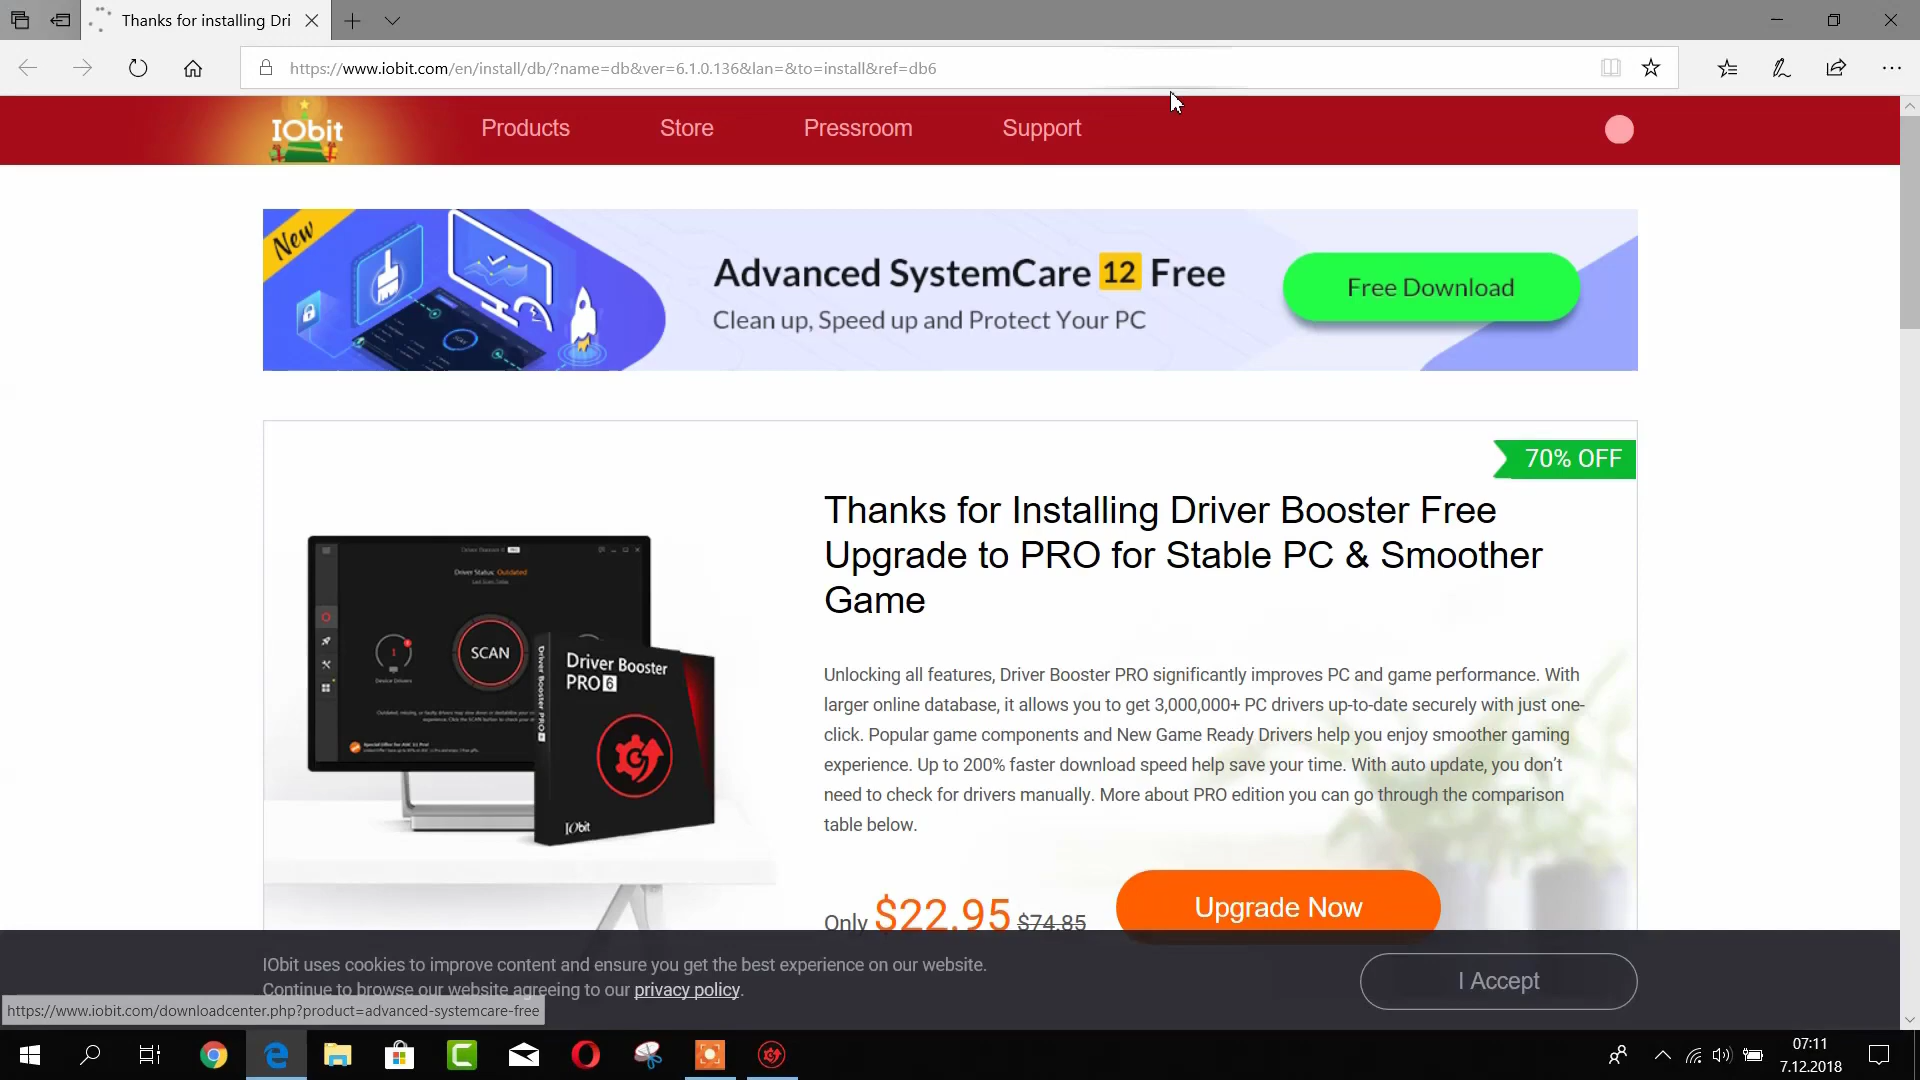 Thanks for installing Dri
https://www.iobit.com/en/install/db/?name=db&ver=6.1.0.136&lan=&to=install&ref=db6
IObit
Products
Store
Pressroom
Support
New
Advanced SystemCare 12 Free
Clean up, Speed up and Protect Your PC
Free Download
70% OFF
Thanks for Installing Driver Booster Free
Upgrade to PRO for Stable PC & Smoother
Game
Driver Status: Outdated
SCAN
Driver Booster
PRO 6
Driver Booster PRO 6
IObit
Unlocking all features, Driver Booster PRO significantly improves PC and game performance. With
larger online database, it allows you to get 3,000,000+ PC drivers up-to-date securely with just one-
click. Popular game components and New Game Ready Drivers help you enjoy smoother gaming
experience. Up to 200% faster download speed help save your time. With auto update, you don't
need to check for drivers manually. More about PRO edition you can go through the comparison
table below.
Only $22.95 $74.85
Upgrade Now
IObit uses cookies to improve content and ensure you get the best experience on our website.
Continue to browse our website agreeing to our privacy policy.
I Accept
https://www.iobit.com/downloadcenter.php?product=advanced-systemcare-free
07:11
7.12.2018